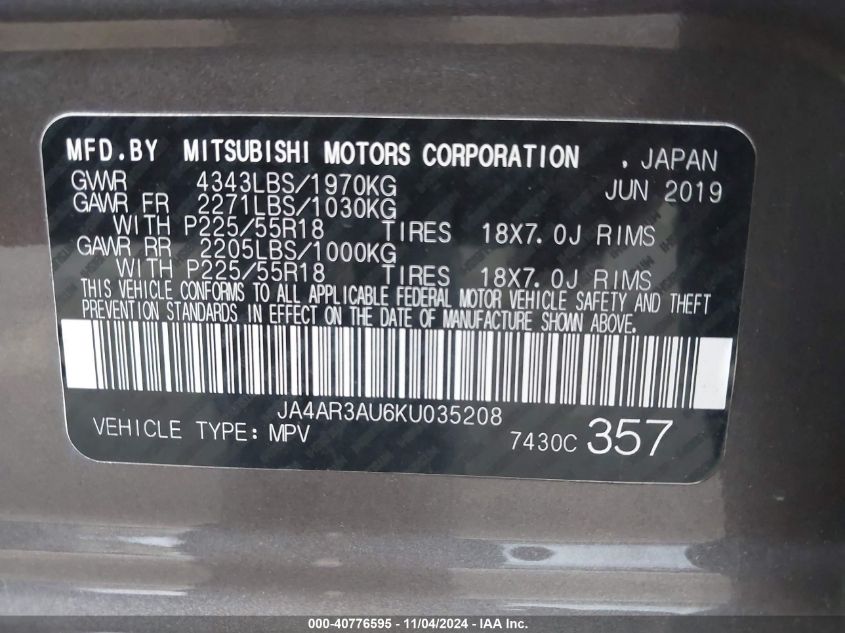 MFD.BY MITSUBISHI MOTORS CORPORATION , JAPAN
GVWR 4343LBS/1970KG JUN 2019
GAWR FR 2271LBS/1030KG
WITH P225/55R18 TIRES 18X7.0J RIMS
GAWR RR 2205LBS/1000KG
WITH P225/55R18 TIRES 18X7.0J RIMS
THIS VEHICLE CONFORMS TO ALL APPLICABLE FEDERAL MOTOR VEHICLE SAFETY AND THEFT
PREVENTION STANDARDS IN EFFECT ON THE DATE OF MANUFACTURE SHOWN ABOVE.
JA4AR3AU6KU035208
VEHICLE TYPE: MPV 7430C 357
000-40776595 - 11/04/2024 - IAA Inc.